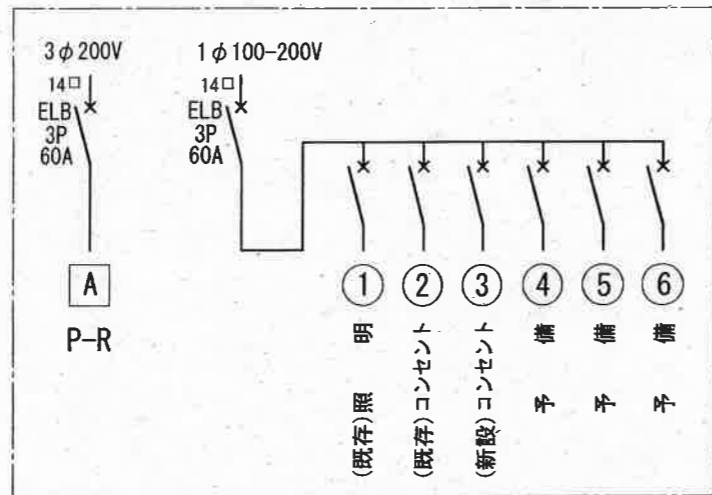 3φ200V
14□
ELB
3P
60A
A
P-R
1φ100-200V
14□
ELB
3P
60A
①
②
③
④
⑤
⑥
(既存)照明
(既存)コンセント
(新設)コンセント
予備
予備
予備